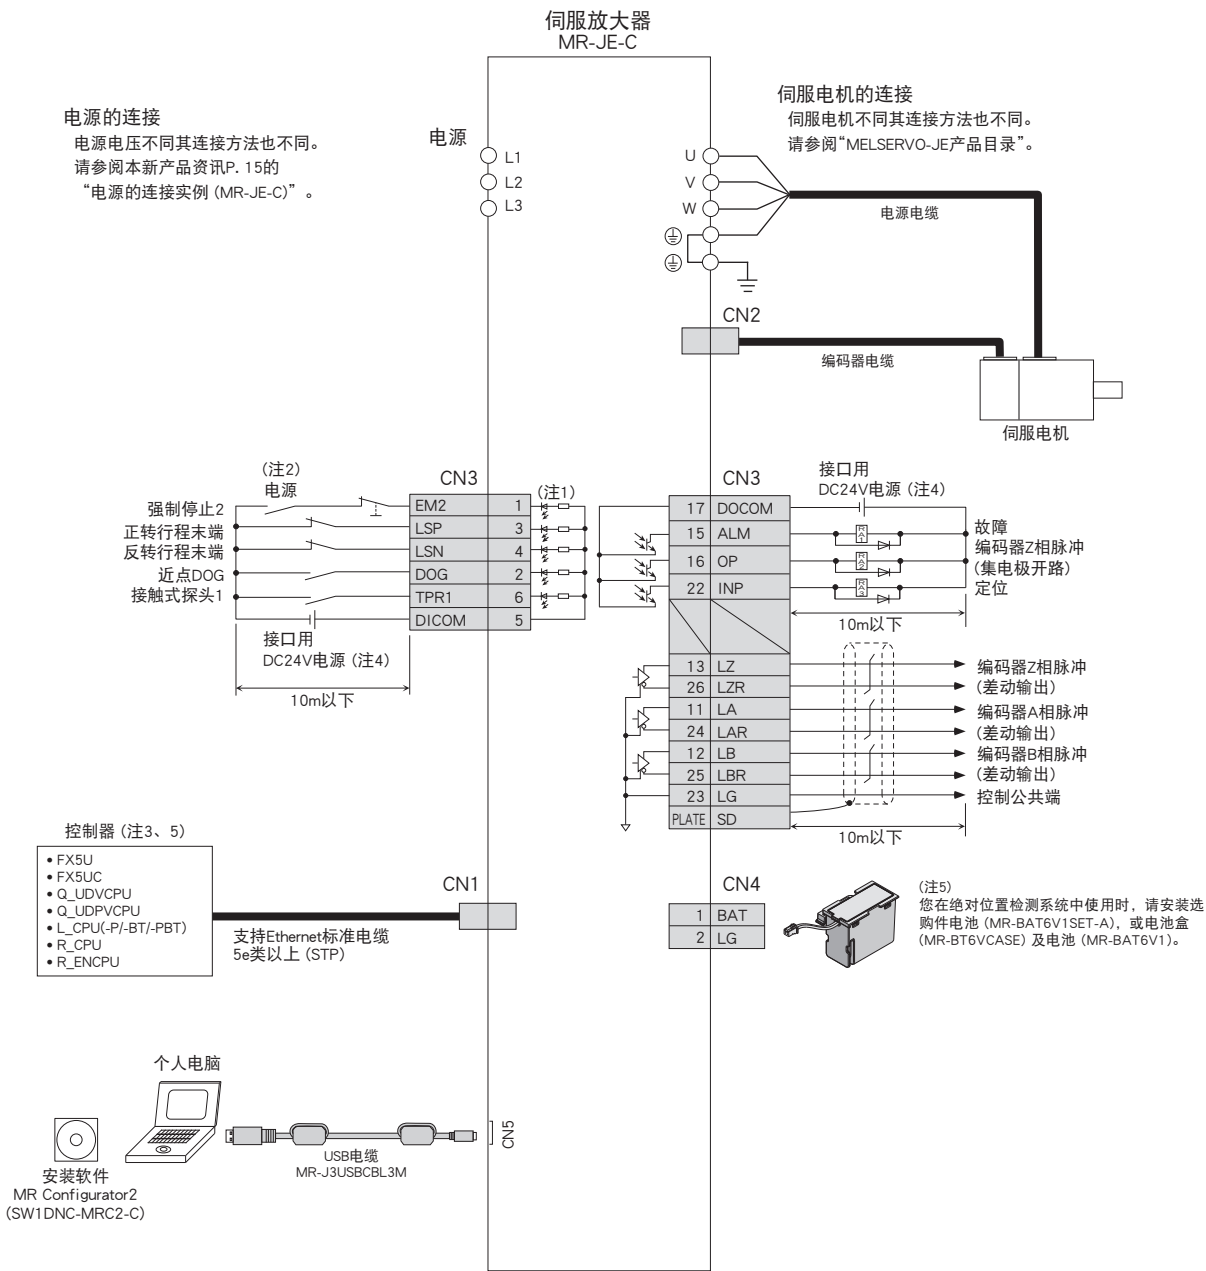 伺服放大器
MR-JE-C
电源的连接
电源电压不同其连接方法也不同。
请参阅本新产品资讯P. 15的
“电源的连接实例 (MR-JE-C)”。
电源
L1
L2
L3
伺服电机的连接
伺服电机不同其连接方法也不同。
请参阅“MELSERVO-JE产品目录”。
U
V
W
电源电缆
CN2
编码器电缆
伺服电机
(注2)
电源
CN3
(注1)
强制停止2
EM2 1
正转行程末端
LSP 3
反转行程末端
LSN 4
近点DOG
DOG 2
接触式探头1
TPR1 6
DICOM 5
接口用
DC24V电源 (注4)
10m以下
CN3
接口用
DC24V电源 (注4)
17 DOCOM
15 ALM
RA1
故障
16 OP
RA2
编码器Z相脉冲
(集电极开路)
22 INP
RA3
定位
10m以下
13 LZ
编码器Z相脉冲
26 LZR
(差动输出)
11 LA
编码器A相脉冲
24 LAR
(差动输出)
12 LB
编码器B相脉冲
25 LBR
(差动输出)
23 LG
控制公共端
PLATE SD
10m以下
控制器 (注3、5)
• FX5U
• FX5UC
• Q_UDVCPU
• Q_UDPVCPU
• L_CPU(-P/-BT/-PBT)
• R_CPU
• R_ENCPU
CN1
支持Ethernet标准电缆
5e类以上 (STP)
CN4
1 BAT
2 LG
(注5)
您在绝对位置检测系统中使用时，请安装选
购件电池 (MR-BAT6V1SET-A)，或电池盒
(MR-BT6VCASE) 及电池 (MR-BAT6V1)。
个人电脑
CN5
USB电缆
MR-J3USBCBL3M
安装软件
MR Configurator2
(SW1DNC-MRC2-C)